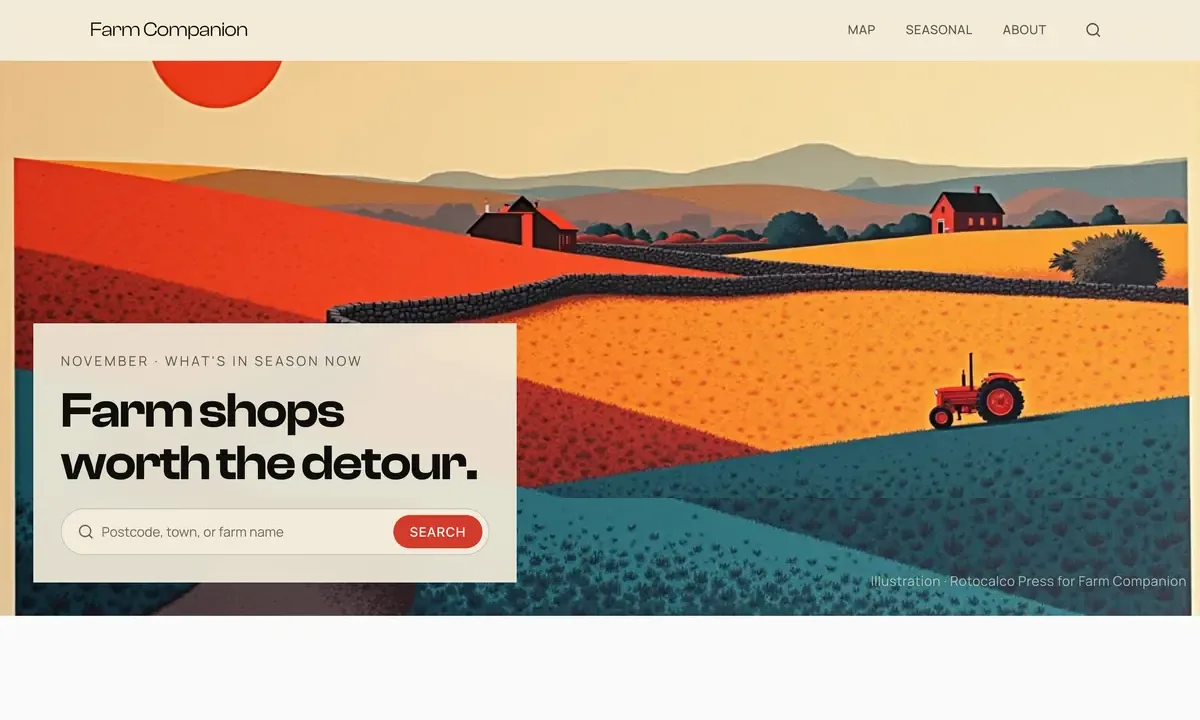 Farm Companion
MAP
SEASONAL
ABOUT
NOVEMBER · WHAT'S IN SEASON NOW
Farm shops
worth the detour.
Postcode, town, or farm name
SEARCH
Illustration · Rotocalco Press for Farm Companion